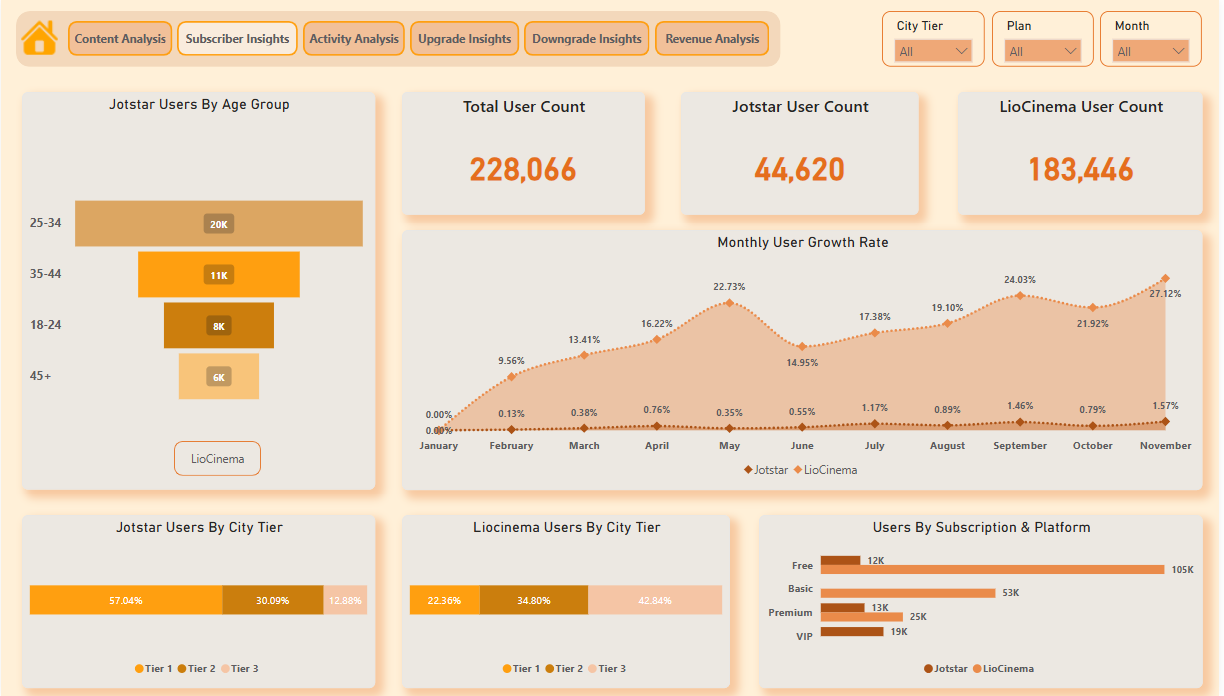 Content Analysis
Subscriber Insights
Activity Analysis
Upgrade Insights
Downgrade Insights
Revenue Analysis
City Tier
All
Plan
All
Month
All
Jotstar Users By Age Group
25-34
20K
35-44
11K
18-24
8K
45+
6K
LioCinema
Total User Count
228,066
Jotstar User Count
44,620
LioCinema User Count
183,446
Monthly User Growth Rate
0.00% 9.56% 13.41% 16.22% 22.73% 14.95% 17.38% 19.10% 24.03% 21.92% 27.12%
0.00% 0.13% 0.38% 0.76% 0.35% 0.55% 1.17% 0.89% 1.46% 0.79% 1.57%
January February March April May June July August September October November
Jotstar LioCinema
Jotstar Users By City Tier
57.04% 30.09% 12.88%
Tier 1 Tier 2 Tier 3
Liocinema Users By City Tier
22.36% 34.80% 42.84%
Tier 1 Tier 2 Tier 3
Users By Subscription & Platform
Free 12K
105K
Basic
53K
Premium 13K
25K
VIP 19K
Jotstar LioCinema